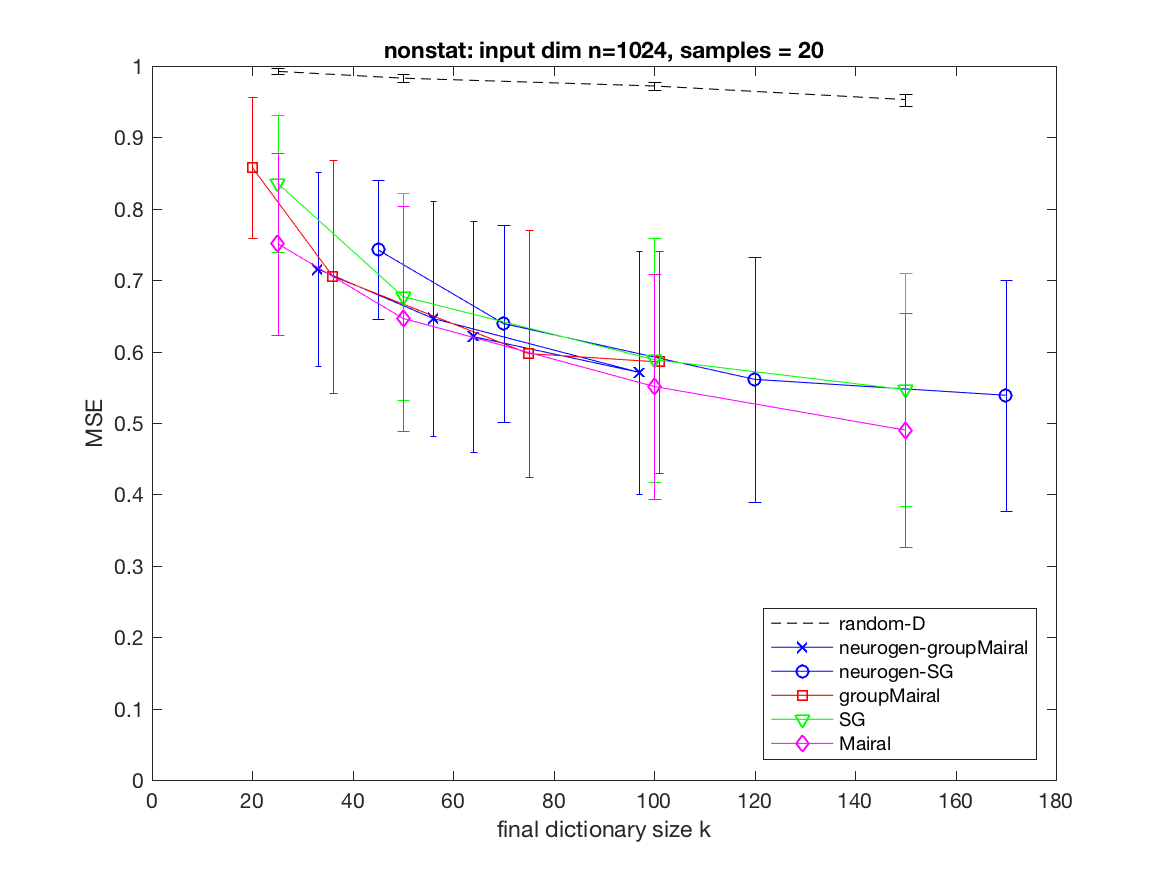 nonstat: input dim n=1024, samples = 20
1
0.9
0.8
0.7
0.6
0.5
0.4
0.3
0.2
0.1
0
MSE
random-D
neurogen-groupMairal
neurogen-SG
groupMairal
SG
Mairal
0 20 40 60 80 100 120 140 160 180
final dictionary size k